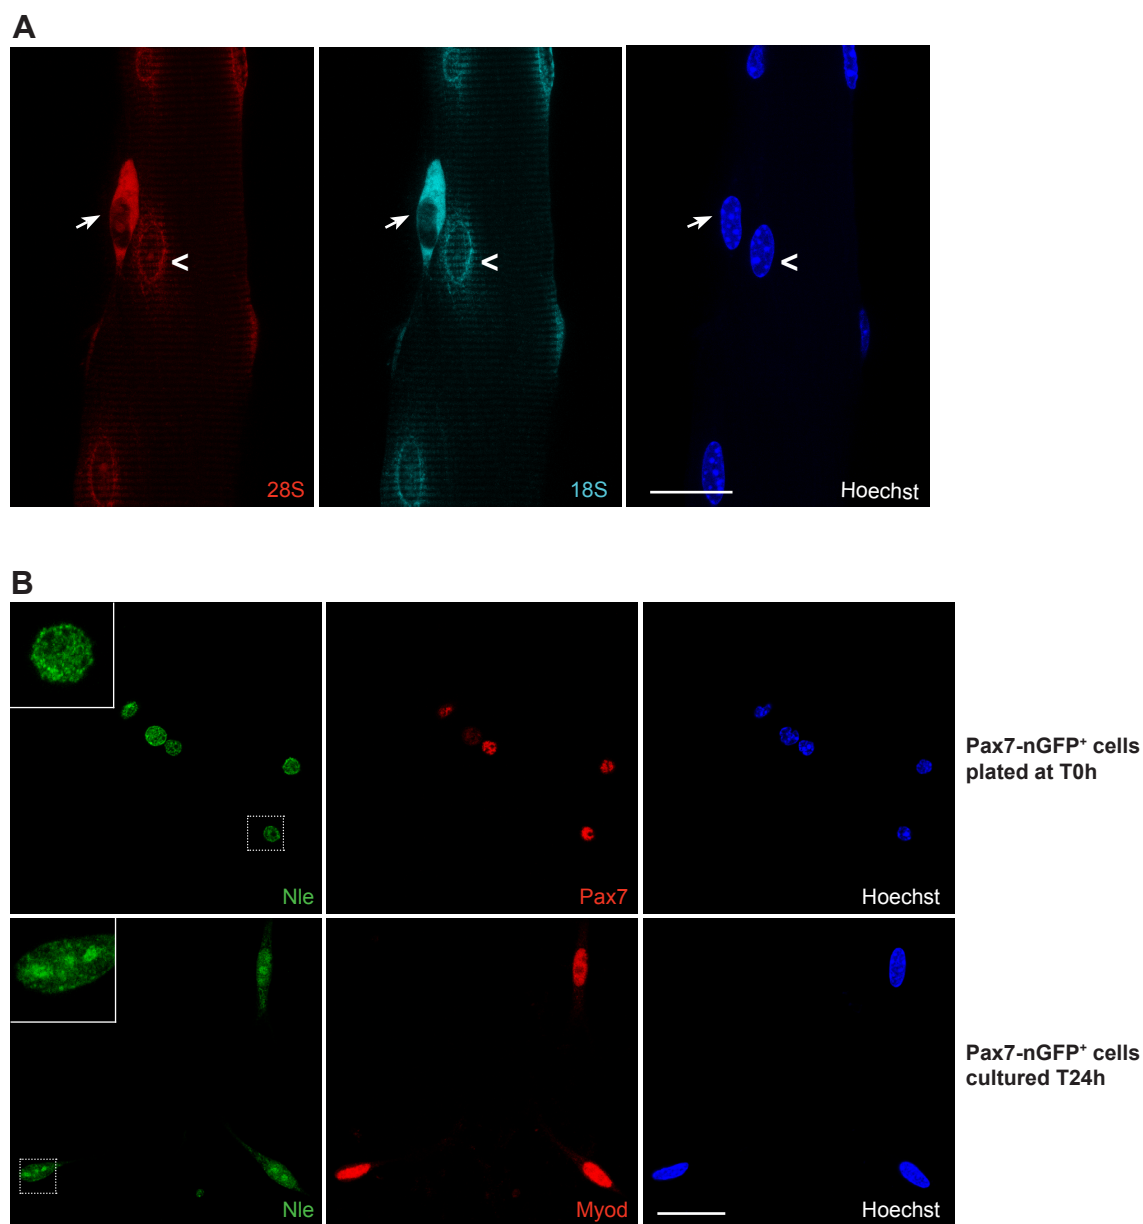 A
28S
18S
Hoechst
B
Nle
Pax7
Hoechst
Pax7-nGFP⁺ cells
plated at T0h
Nle
Myod
Hoechst
Pax7-nGFP⁺ cells
cultured T24h